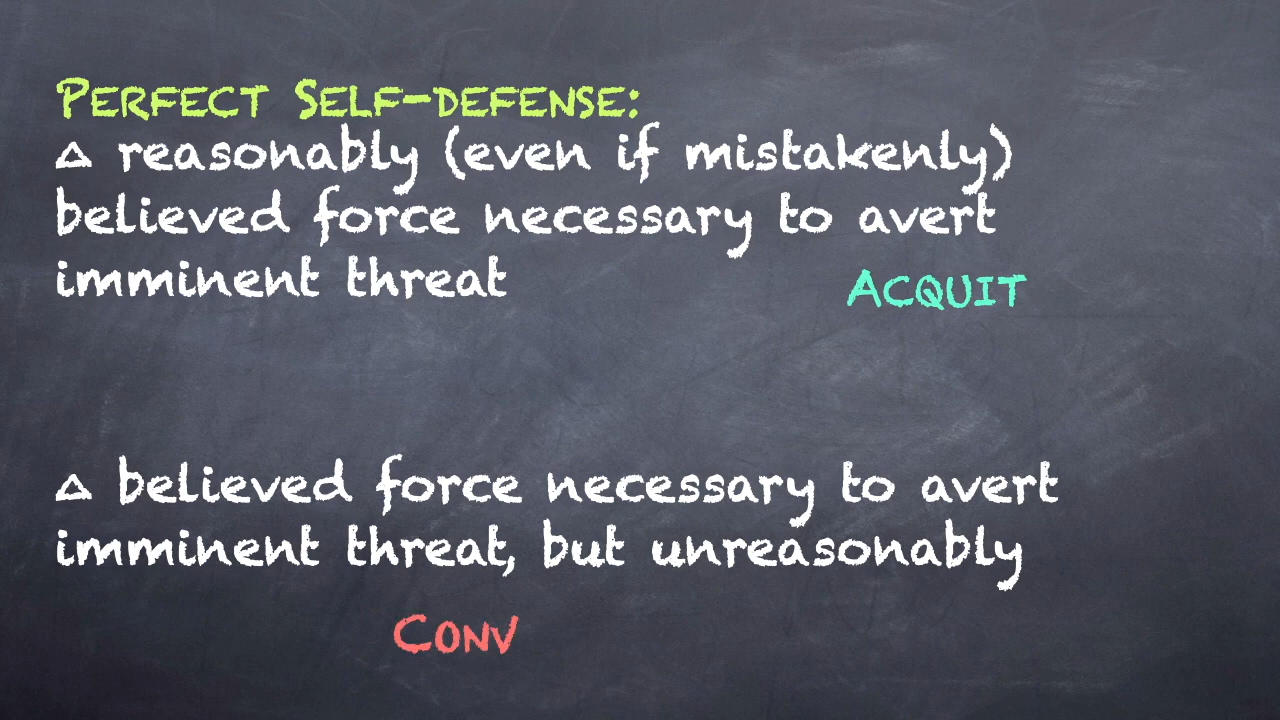 PERFECT SELF-DEFENSE:
Δ reasonably (even if mistakenly)
believed force necessary to avert
imminent threat
ACQUIT
Δ believed force necessary to avert
imminent threat, but unreasonably
CONV